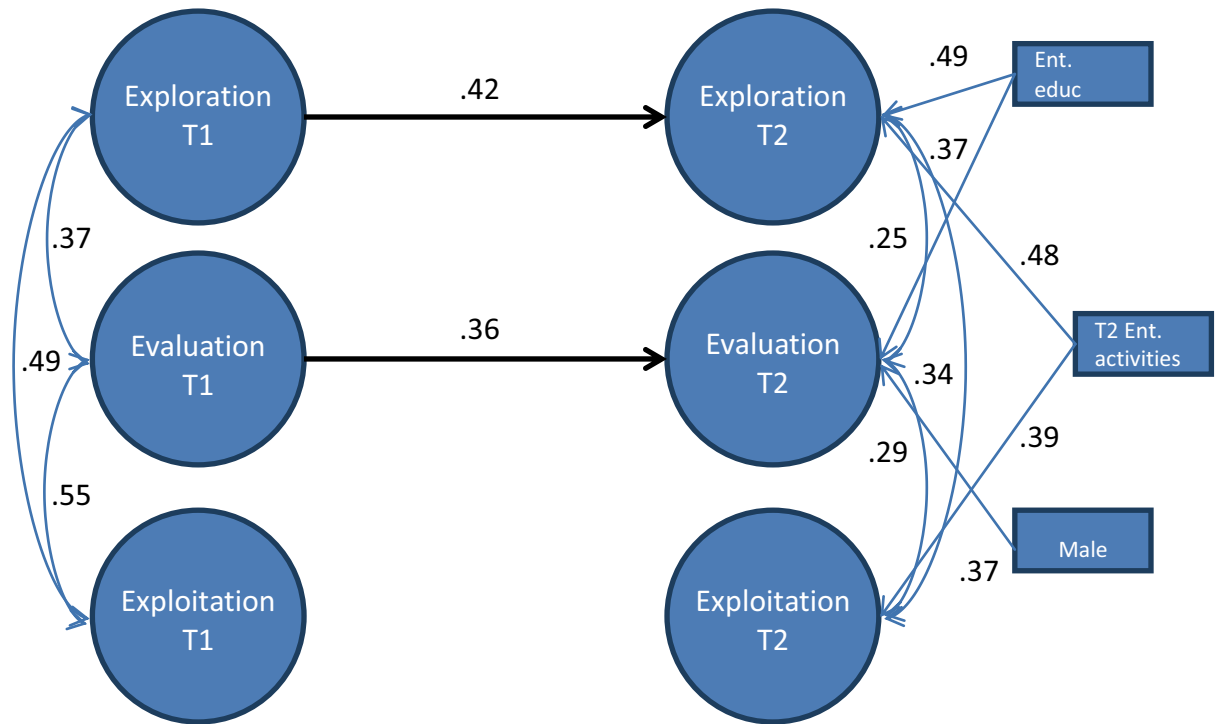 Exploration
T1
.42
Exploration
T2
.49
Ent.
educ
.37
.37
.25
.48
Evaluation
T1
.36
Evaluation
T2
T2 Ent.
activities
.49
.34
.39
.55
.29
Male
.37
Exploitation
T1
Exploitation
T2